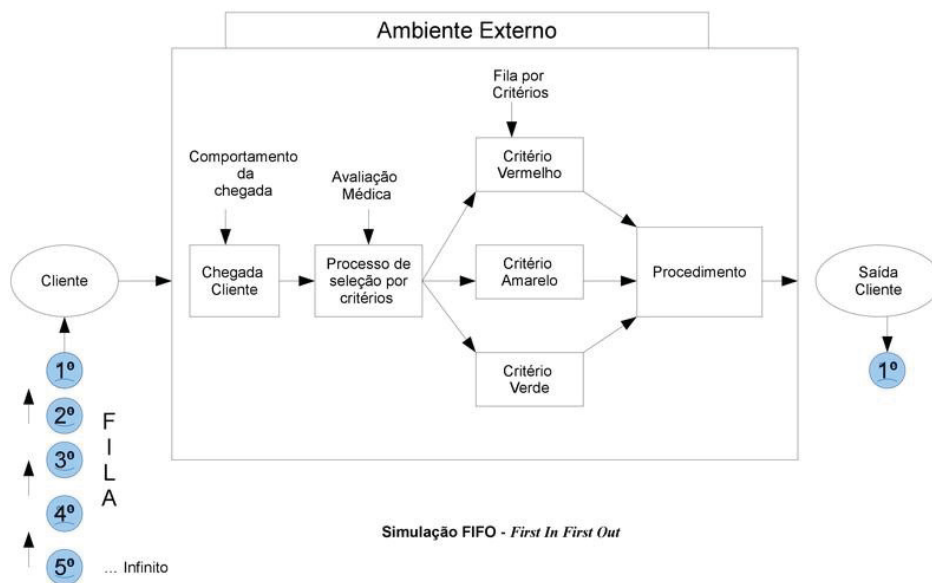 Ambiente Externo
Fila por
Critérios
Comportamento
da
chegada
Avaliação
Médica
Critério
Vermelho
Cliente
Chegada
Cliente
Processo de
seleção por
critérios
Critério
Amarelo
Procedimento
Saída
Cliente
Critério
Verde
1º
2º
3º
4º
5º
F
I
L
A
... Infinito
1º
Simulação FIFO - First In First Out